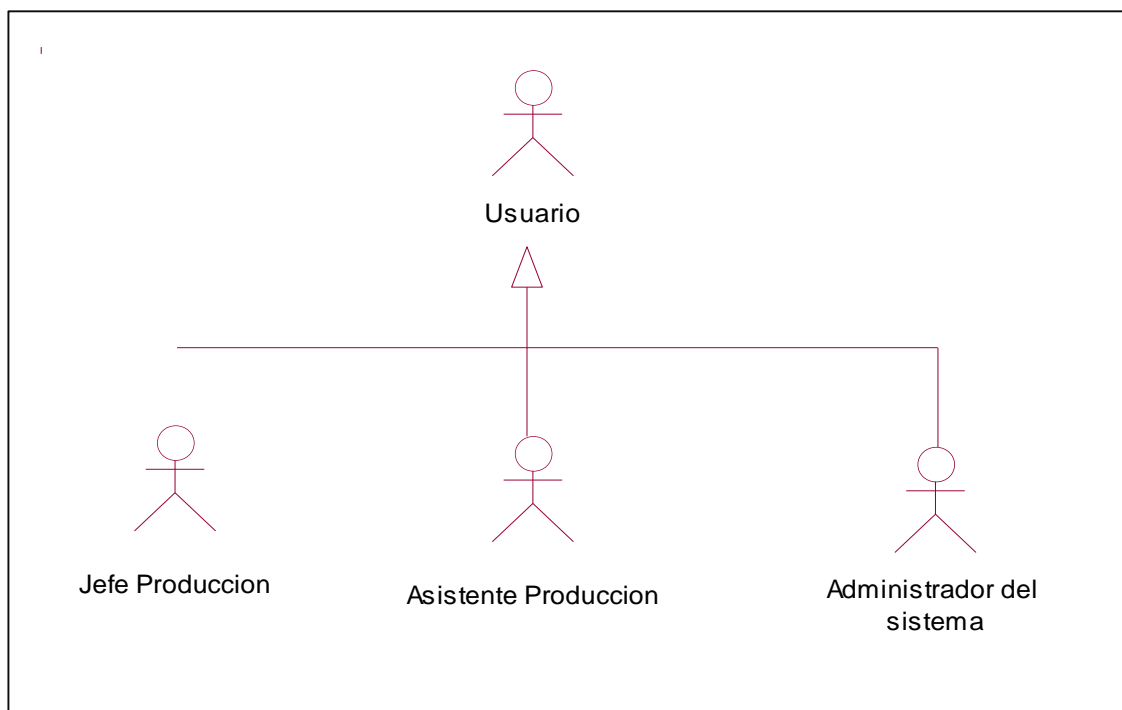 Usuario
Jefe Produccion
Asistente Produccion
Administrador del
sistema